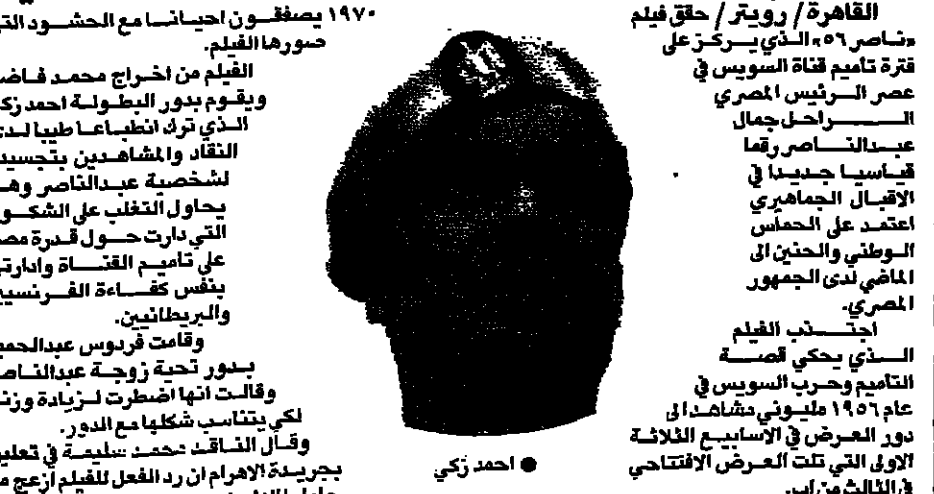 القاهرة / رويتر / حقق فيلم
«ناصر ٥٦» الذي يركز على
فترة تأميم قناة السويس في
عصر الرئيس المصري
الراحل جمال
عبدالناصر رقما
قياسيا جديدا في
الاقبال الجماهيري
اعتمد على الحماس
الوطني والحنين الى
الماضي لدى الجمهور
المصري.
اجتذب الفيلم
الذي يحكي قصة
التأميم وحرب السويس في
عام ١٩٥٦ مليوني مشاهد الى
دور العرض في الاسابيع الثلاثة
الاولى التي تلت العرض الافتتاحي
في الثالث من اب.
● احمد زكي
١٩٧٠ يصفقون احيانا مع الحشود التي
صورها الفيلم.
الفيلم من اخراج محمد فاضل
ويقوم بدور البطولة احمد زكي
الذي ترك انطباعا طيبا لدى
النقاد والمشاهدين بتجسيده
لشخصية عبدالناصر وهو
يحاول التغلب على الشكوك
التي دارت حول قدرة مصر
على تاميم القناة وادارتها
بنفس كفاءة الفرنسيين
والبريطانيين.
وقامت فردوس عبدالحميد
بدور تحية زوجة عبدالناصر
وقالت انها اضطرت لزيادة وزنها
لكي يتناسب شكلها مع الدور.
وقال الناقد محمد سليمة في تعليق
بجريدة الاهرام ان رد الفعل للفيلم ازعج